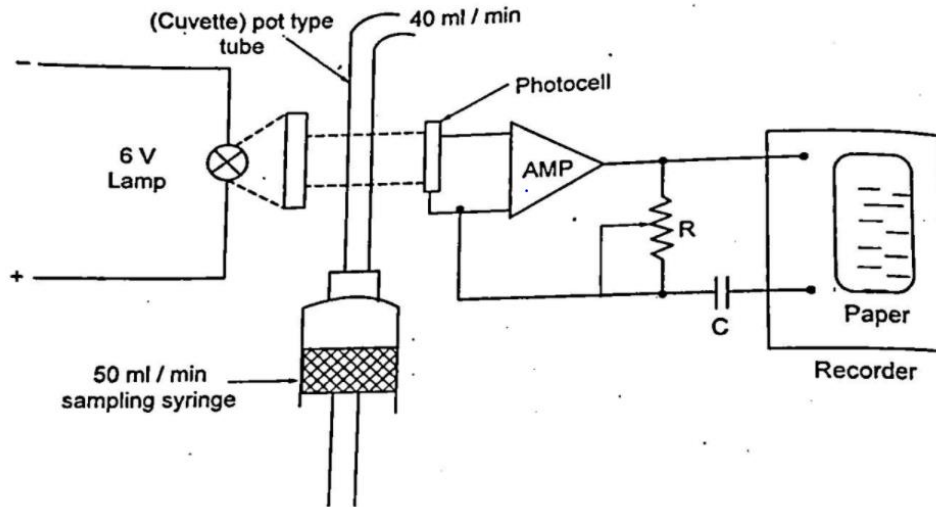 (Cuvette) pot type
tube
40 ml / min
Photocell
–
6 V
Lamp
+
AMP
R
C
Paper
Recorder
50 ml / min
sampling syringe